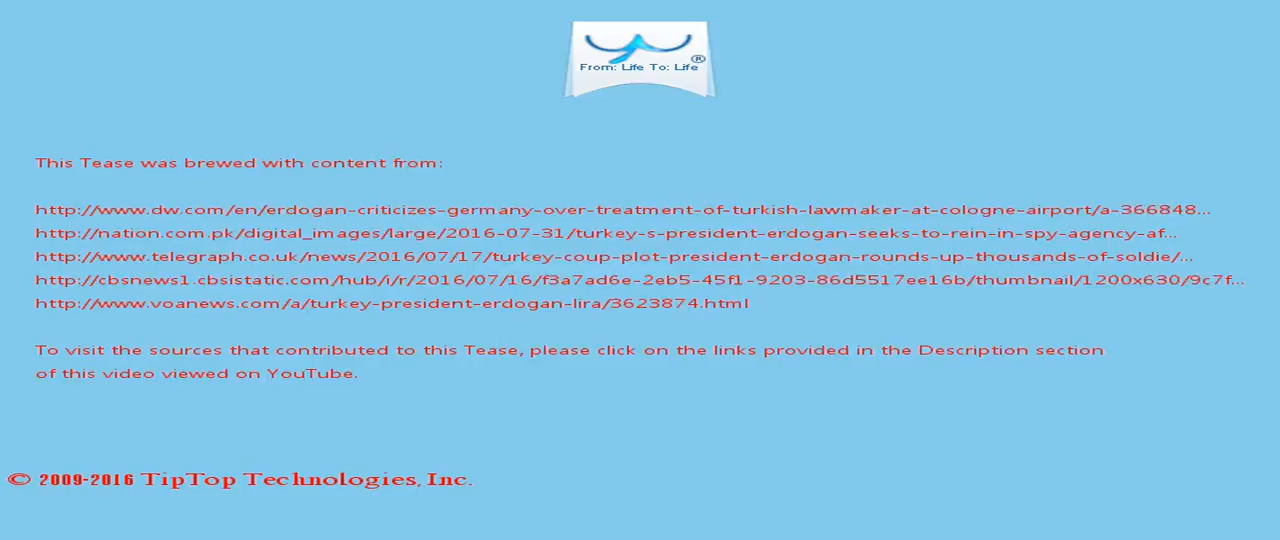 From: Life To: Life ®
This Tease was brewed with content from:
http://www.dw.com/en/erdogan-criticizes-germany-over-treatment-of-turkish-lawmaker-at-cologne-airport/a-366848...
http://nation.com.pk/digital_images/large/2016-07-31/turkey-s-president-erdogan-seeks-to-rein-in-spy-agency-af...
http://www.telegraph.co.uk/news/2016/07/17/turkey-coup-plot-president-erdogan-rounds-up-thousands-of-soldie/...
http://cbsnews1.cbsistatic.com/hub/i/r/2016/07/16/f3a7ad6e-2eb5-45f1-9203-86d5517ee16b/thumbnail/1200x630/9c7f...
http://www.voanews.com/a/turkey-president-erdogan-lira/3623874.html
To visit the sources that contributed to this Tease, please click on the links provided in the Description section
of this video viewed on YouTube.
© 2009-2016 TipTop Technologies, Inc.